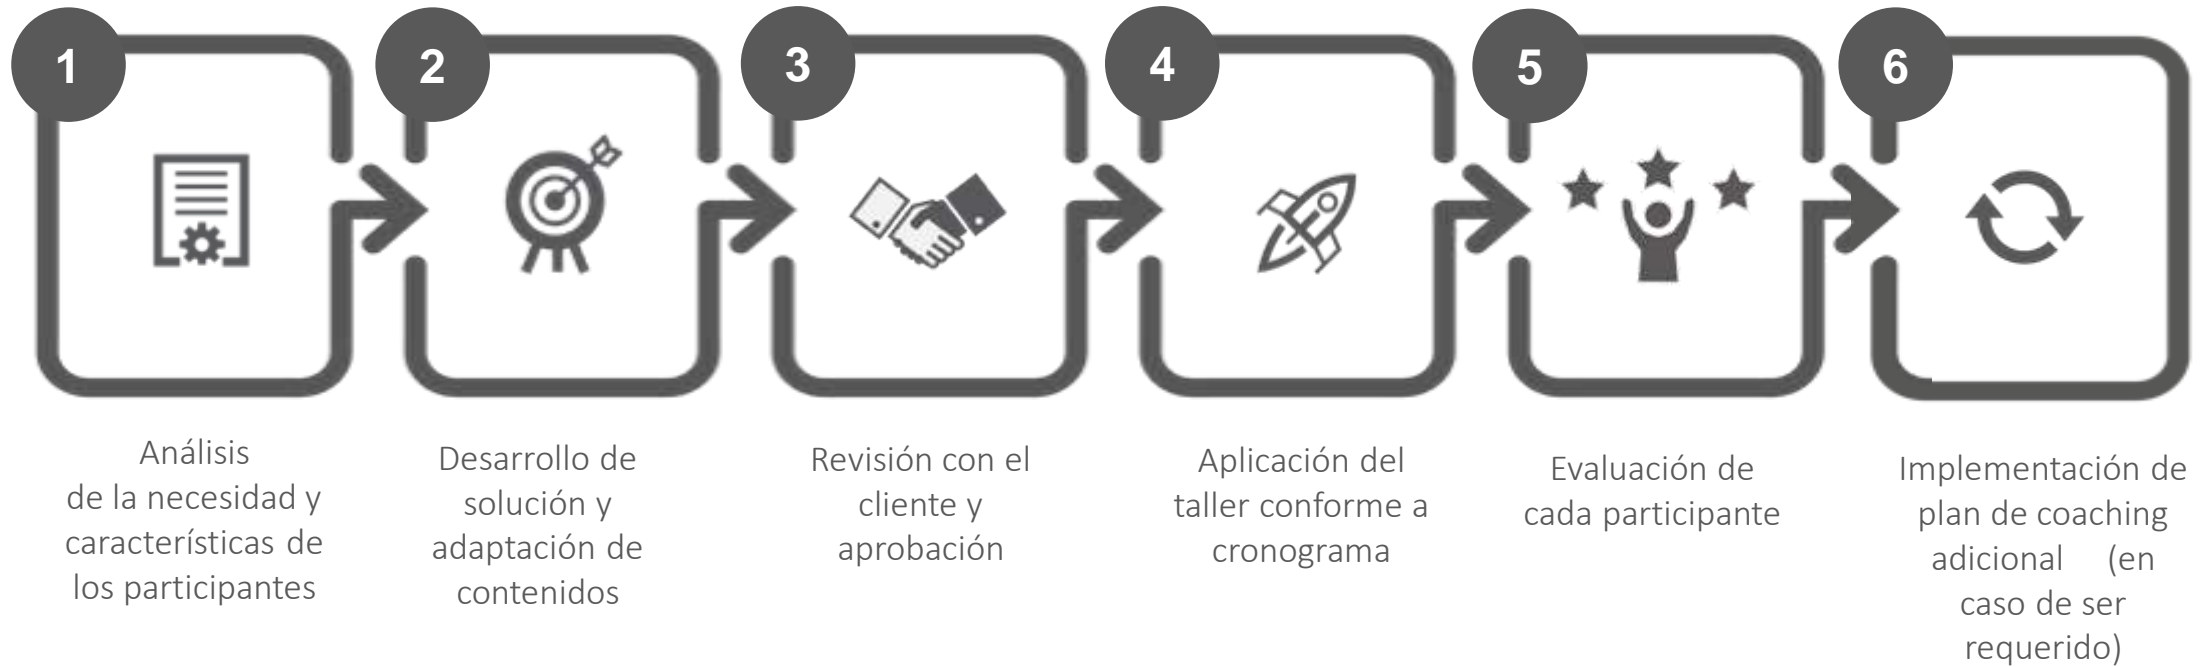 1
Análisis
de la necesidad y
características de
los participantes
2
Desarrollo de
solución y
adaptación de
contenidos
3
Revisión con el
cliente y
aprobación
4
Aplicación del
taller conforme a
cronograma
5
Evaluación de
cada participante
6
Implementación de
plan de coaching
adicional (en
caso de ser
requerido)